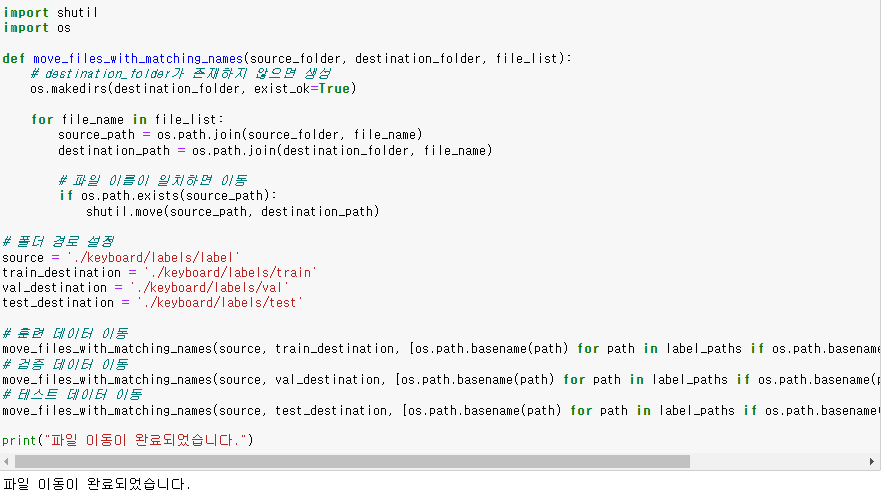 import shutil
import os
def move_files_with_matching_names(source_folder, destination_folder, file_list):
# destination_folder가 존재하지 않으면 생성
os.makedirs(destination_folder, exist_ok=True)
for file_name in file_list:
source_path = os.path.join(source_folder, file_name)
destination_path = os.path.join(destination_folder, file_name)
# 파일 이름이 일치하면 이동
if os.path.exists(source_path):
shutil.move(source_path, destination_path)
# 폴더 경로 설정
source = './keyboard/labels/label'
train_destination = './keyboard/labels/train'
val_destination = './keyboard/labels/val'
test_destination = './keyboard/labels/test'
# 훈련 데이터 이동
move_files_with_matching_names(source, train_destination, [os.path.basename(path) for path in label_paths if os.path.basename
# 검증 데이터 이동
move_files_with_matching_names(source, val_destination, [os.path.basename(path) for path in label_paths if os.path.basename(p
# 테스트 데이터 이동
move_files_with_matching_names(source, test_destination, [os.path.basename(path) for path in label_paths if os.path.basename(
print("파일 이동이 완료되었습니다.")
파일 이동이 완료되었습니다.